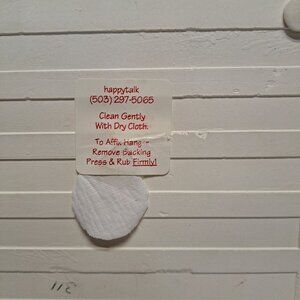 happytalk
(503) 297-5065
Clean Gently
With Dry Cloth.
To Affix Hang
Remove Backing
Press & Rub Firmly!